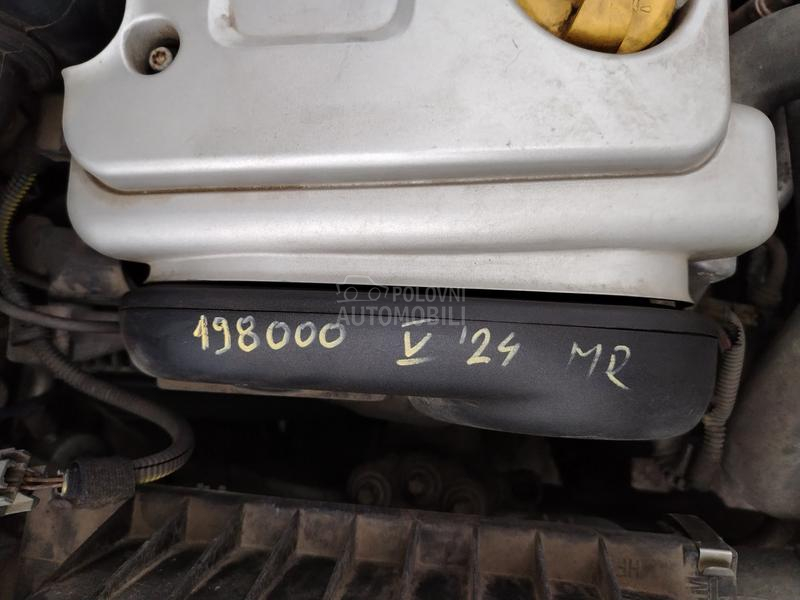 POLOVNI
AUTOMOBILI
198000 V '24 MR